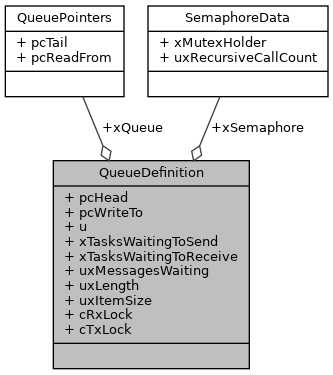 QueuePointers
+ pcTail
+ pcReadFrom
SemaphoreData
+ xMutexHolder
+ uxRecursiveCallCount
+xQueue
+xSemaphore
QueueDefinition
+ pcHead
+ pcWriteTo
+ u
+ xTasksWaitingToSend
+ xTasksWaitingToReceive
+ uxMessagesWaiting
+ uxLength
+ uxItemSize
+ cRxLock
+ cTxLock